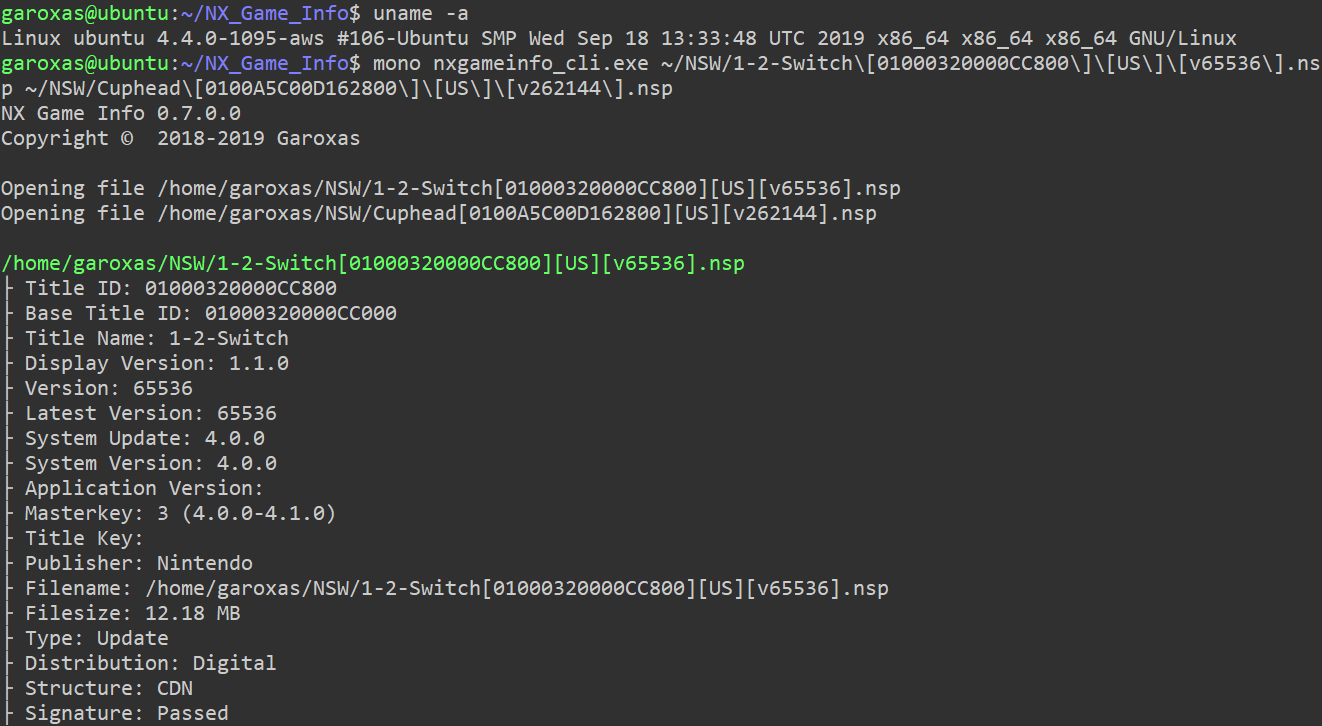 garoxas@ubuntu:~/NX_Game_Info$ uname -a
Linux ubuntu 4.4.0-1095-aws #106-Ubuntu SMP Wed Sep 18 13:33:48 UTC 2019 x86_64 x86_64 x86_64 GNU/Linux
garoxas@ubuntu:~/NX_Game_Info$ mono nxgameinfo_cli.exe ~/NSW/1-2-Switch\[01000320000CC800\]\[US\]\[v65536\].ns
p ~/NSW/Cuphead\[0100A5C00D162800\]\[US\]\[v262144\].nsp
NX Game Info 0.7.0.0
Copyright ©  2018-2019 Garoxas
Opening file /home/garoxas/NSW/1-2-Switch[01000320000CC800][US][v65536].nsp
Opening file /home/garoxas/NSW/Cuphead[0100A5C00D162800][US][v262144].nsp
/home/garoxas/NSW/1-2-Switch[01000320000CC800][US][v65536].nsp
├ Title ID: 01000320000CC800
├ Base Title ID: 01000320000CC000
├ Title Name: 1-2-Switch
├ Display Version: 1.1.0
├ Version: 65536
├ Latest Version: 65536
├ System Update: 4.0.0
├ System Version: 4.0.0
├ Application Version:
├ Masterkey: 3 (4.0.0-4.1.0)
├ Title Key:
├ Publisher: Nintendo
├ Filename: /home/garoxas/NSW/1-2-Switch[01000320000CC800][US][v65536].nsp
├ Filesize: 12.18 MB
├ Type: Update
├ Distribution: Digital
├ Structure: CDN
├ Signature: Passed